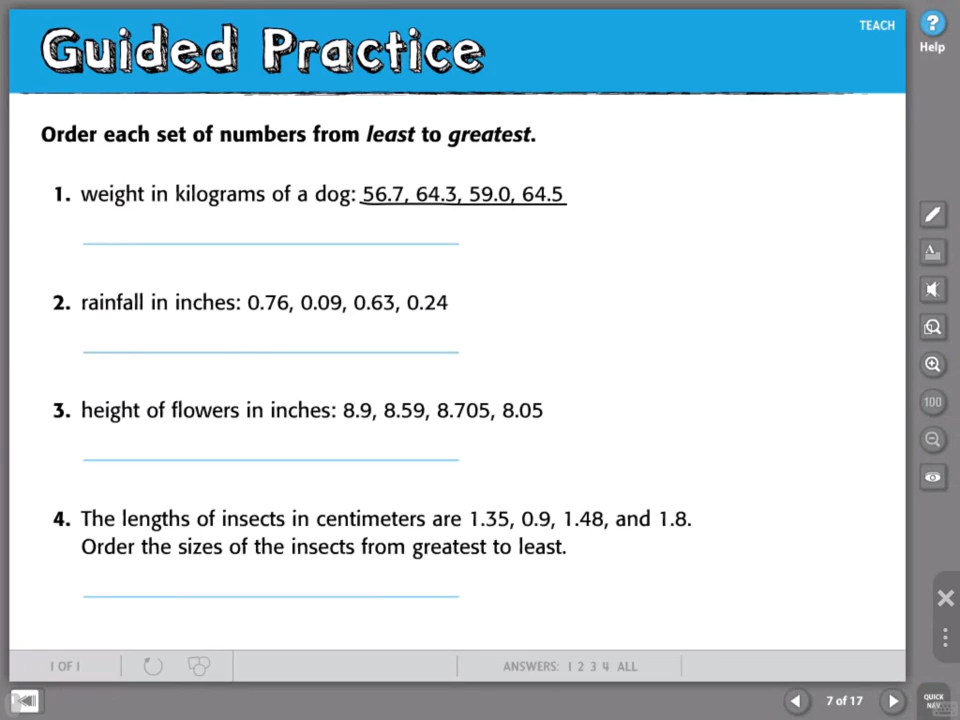 Guided Practice
TEACH
Help
Order each set of numbers from least to greatest.
1. weight in kilograms of a dog: 56.7, 64.3, 59.0, 64.5
2. rainfall in inches: 0.76, 0.09, 0.63, 0.24
3. height of flowers in inches: 8.9, 8.59, 8.705, 8.05
100
4. The lengths of insects in centimeters are 1.35, 0.9, 1.48, and 1.8.
Order the sizes of the insects from greatest to least.
1 OF 1
ANSWERS: 1 2 3 4 ALL
7 of 17
QUICK
NAV